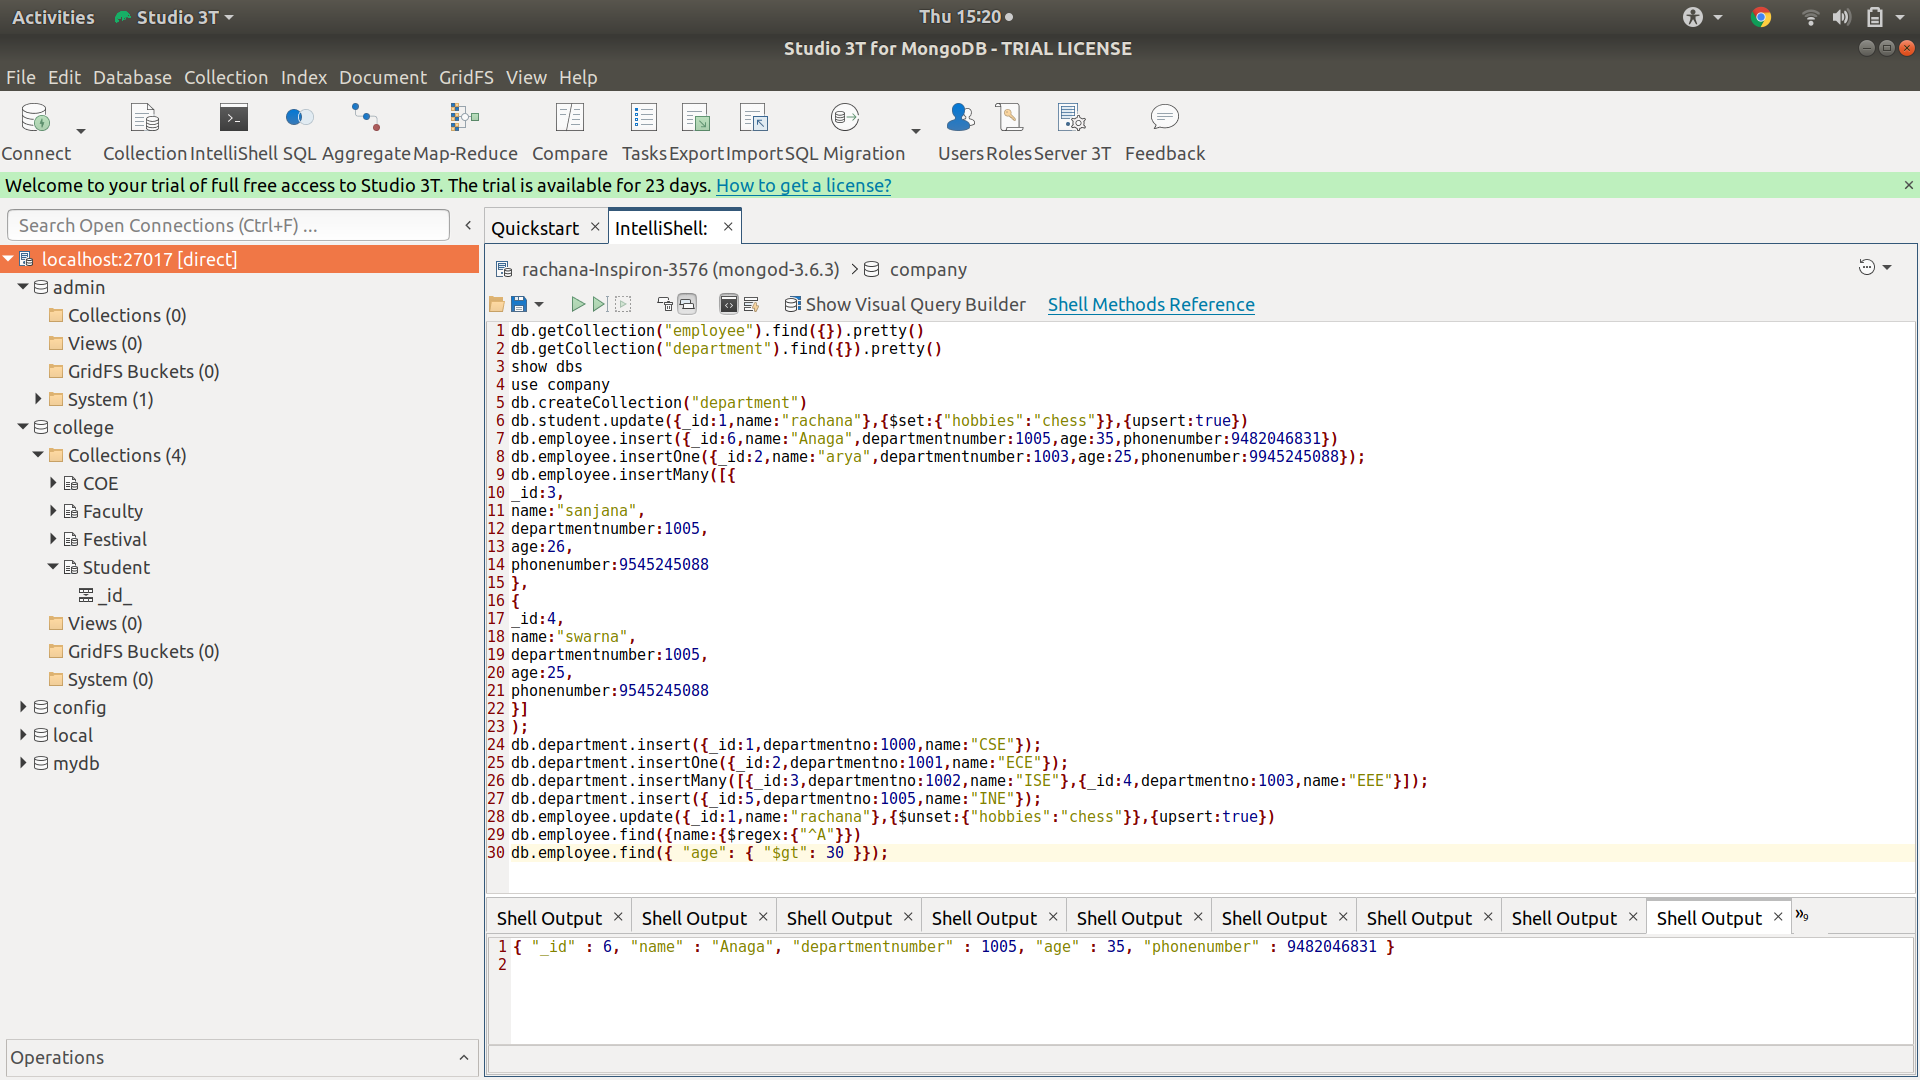 Activities Studio 3T Thu 15:20
Studio 3T for MongoDB - TRIAL LICENSE
File Edit Database Collection Index Document GridFS View Help
Connect Collection IntelliShell SQL Aggregate Map-Reduce Compare Tasks Export Import SQL Migration Users Roles Server 3T Feedback
Welcome to your trial of full free access to Studio 3T. The trial is available for 23 days. How to get a license?
Search Open Connections (Ctrl+F) ...
localhost:27017 [direct]
admin
Collections (0)
Views (0)
GridFS Buckets (0)
System (1)
college
Collections (4)
COE
Faculty
Festival
Student
_id_
Views (0)
GridFS Buckets (0)
System (0)
config
local
mydb
Operations
Quickstart IntelliShell:
rachana-Inspiron-3576 (mongod-3.6.3) > company
Show Visual Query Builder Shell Methods Reference
1 db.getCollection("employee").find({}).pretty()
2 db.getCollection("department").find({}).pretty()
3 show dbs
4 use company
5 db.createCollection("department")
6 db.student.update({_id:1,name:"rachana"},{$set:{"hobbies":"chess"}},{upsert:true})
7 db.employee.insert({_id:6,name:"Anaga",departmentnumber:1005,age:35,phonenumber:9482046831})
8 db.employee.insertOne({_id:2,name:"arya",departmentnumber:1003,age:25,phonenumber:9945245088});
9 db.employee.insertMany([{
10 _id:3,
11 name:"sanjana",
12 departmentnumber:1005,
13 age:26,
14 phonenumber:9545245088
15 },
16 {
17 _id:4,
18 name:"swarna",
19 departmentnumber:1005,
20 age:25,
21 phonenumber:9545245088
22 }]
23 );
24 db.department.insert({_id:1,departmentno:1000,name:"CSE"});
25 db.department.insertOne({_id:2,departmentno:1001,name:"ECE"});
26 db.department.insertMany([{_id:3,departmentno:1002,name:"ISE"},{_id:4,departmentno:1003,name:"EEE"}]);
27 db.department.insert({_id:5,departmentno:1005,name:"INE"});
28 db.employee.update({_id:1,name:"rachana"},{$unset:{"hobbies":"chess"}},{upsert:true})
29 db.employee.find({name:{$regex:{"^A"}})
30 db.employee.find({ "age": { "$gt": 30 }});
Shell Output Shell Output Shell Output Shell Output Shell Output Shell Output Shell Output Shell Output Shell Output »9
1 { "_id" : 6, "name" : "Anaga", "departmentnumber" : 1005, "age" : 35, "phonenumber" : 9482046831 }
2